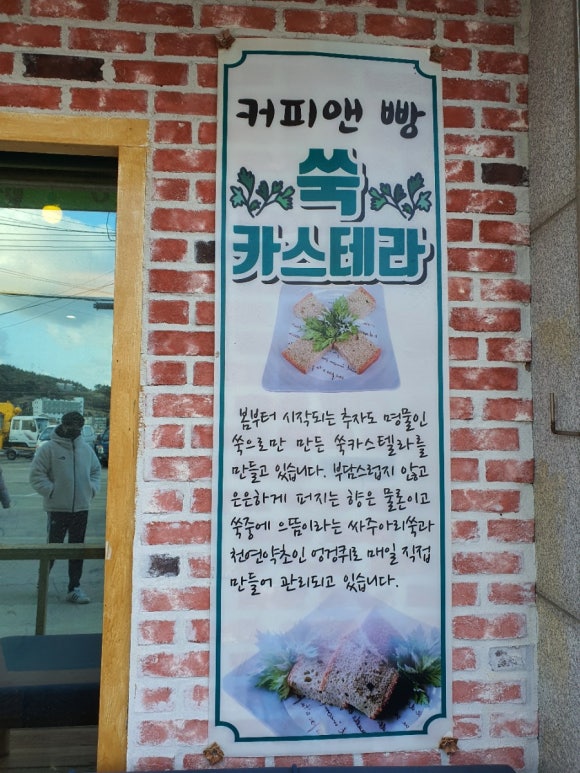 커피앤 빵
쑥
카스테라
봄부터 시작되는 추자도 명물인
쑥으로만 만든 쑥카스텔라를
만들고 있습니다. 부담스럽지 않고
은은하게 퍼지는 향은 물론이고
쑥중에 으뜸이라는 싸주아리쑥과
천연약초인 엉겅퀴로 매일 직접
만들어 관리되고 있습니다.